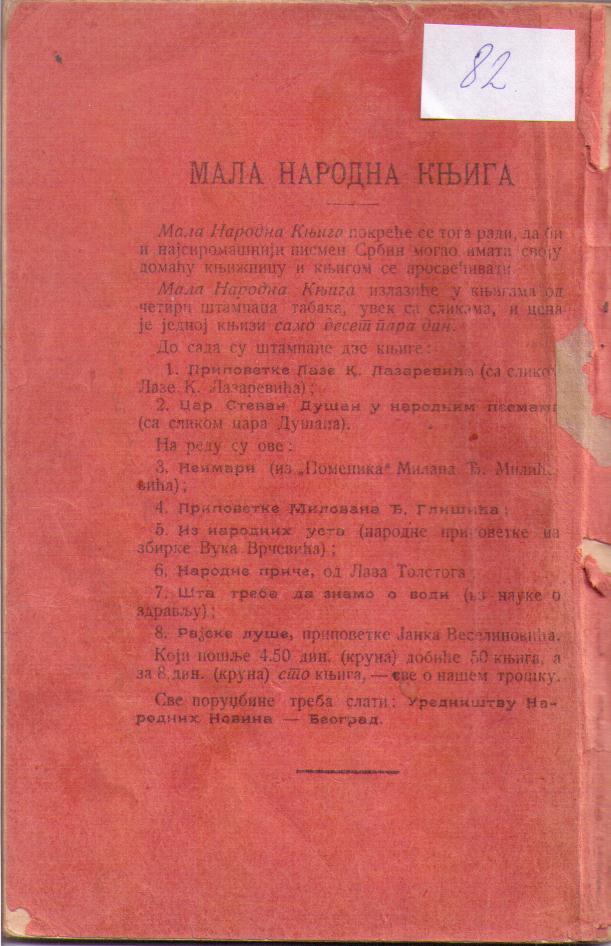 82
МАЛА НАРОДНА КЊИГА
Мала Народна Књига покреће се тога ради, да би
и најсиромашнији писмен Србин могао имати своју
домаћу књижницу и књигом се просвећивати.
Мала Народна Књига излазиће у књигама од
четири штампана табака, увек са сликама, и цена
је једној књизи само десет пара дин.
До сада су штампане две књиге:
1. Приповетке Лазе К. Лазаревића (са сликом
Лазе К. Лазаревића);
2. Цар Стеван Душан у народним песмама
(са сликом цара Душана).
На реду су ове:
3. Неимари (из „Поменика“ Милана Ђ. Милиће-
вића);
4. Приповетке Милована Ђ. Глишића;
5. Из народних уста (народне приповетке из
збирке Вука Врчевића);
6. Народне приче, од Лава Толстога
7. Шта треба да знамо о води (из науке о
здрављу);
8. Рајске душе, приповетке Јанка Веселиновића.
Који пошље 4.50 дин. (круна) добиће 50 књига, а
за 8 дин. (круна) сто књига, — све о нашем трошку.
Све поруџбине треба слати: Уредништву На-
родних Новина — Београд.